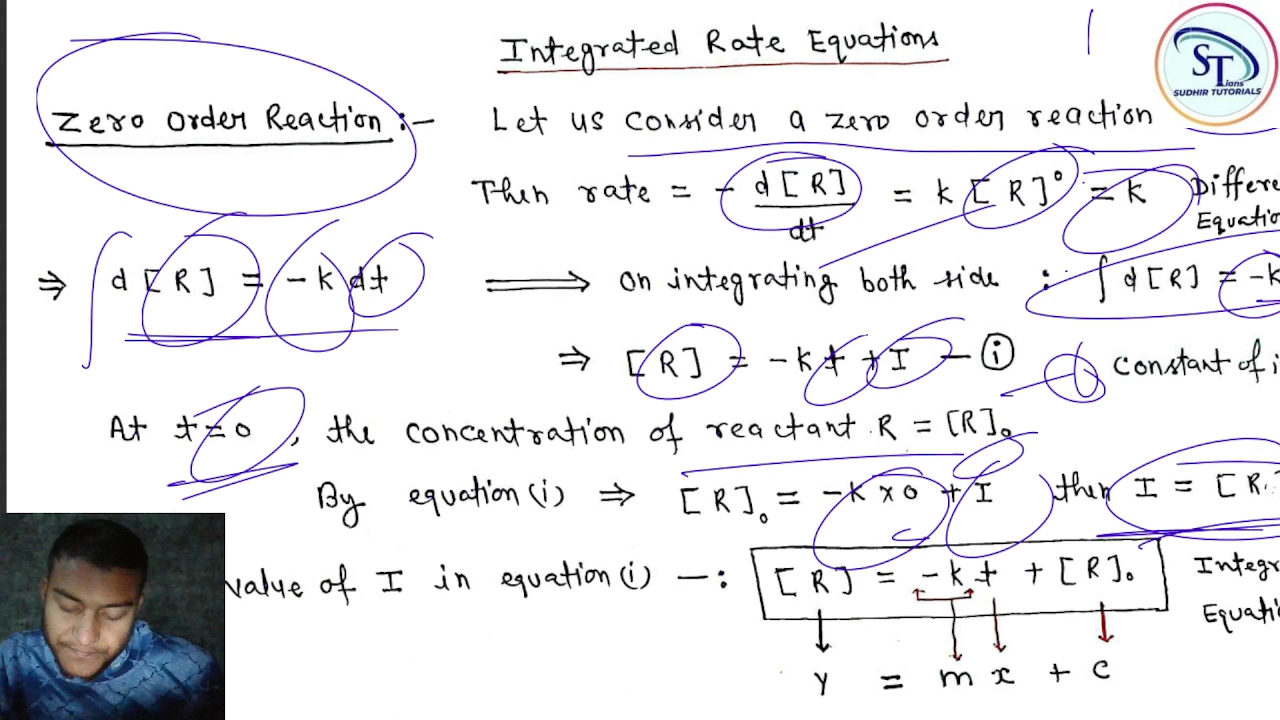 Integrated Rate Equations
ST
ians
SUDHIR TUTORIALS
Zero Order Reaction :- Let us consider a zero order reaction
Then rate = - d[R]/dt = k [R]⁰ = k Differe
Equatio
⇒ ∫ d[R] = -k dt ⟹ On integrating both side : ∫ d[R] = -k
⇒ [R] = -kt + I - (i) constant of i
At t=0, the concentration of reactant R = [R]₀
By equation(i) ⇒ [R]₀ = -k×0 + I then I = [R]
value of I in equation(i) -: [R] = -kt + [R]₀ Integr
Equati
y = m x + c